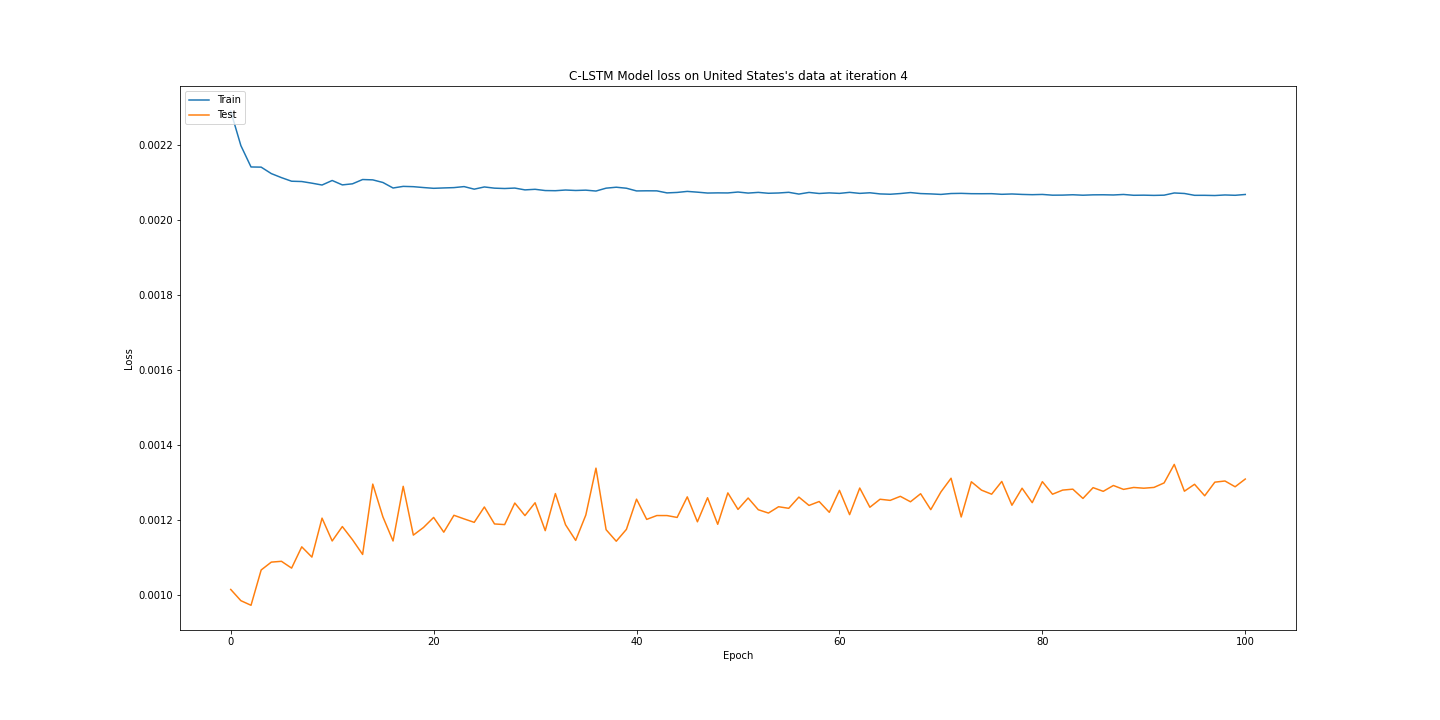 C-LSTM Model loss on United States's data at iteration 4
Train
Test
0.0022
0.0020
0.0018
0.0016
0.0014
0.0012
0.0010
Loss
0 20 40 60 80 100
Epoch